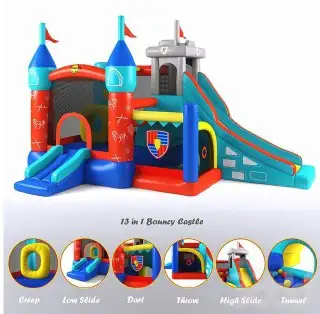 13 in 1 Bouncy Castle
Creep Low Slide Dart Throw High Slide Tunnel